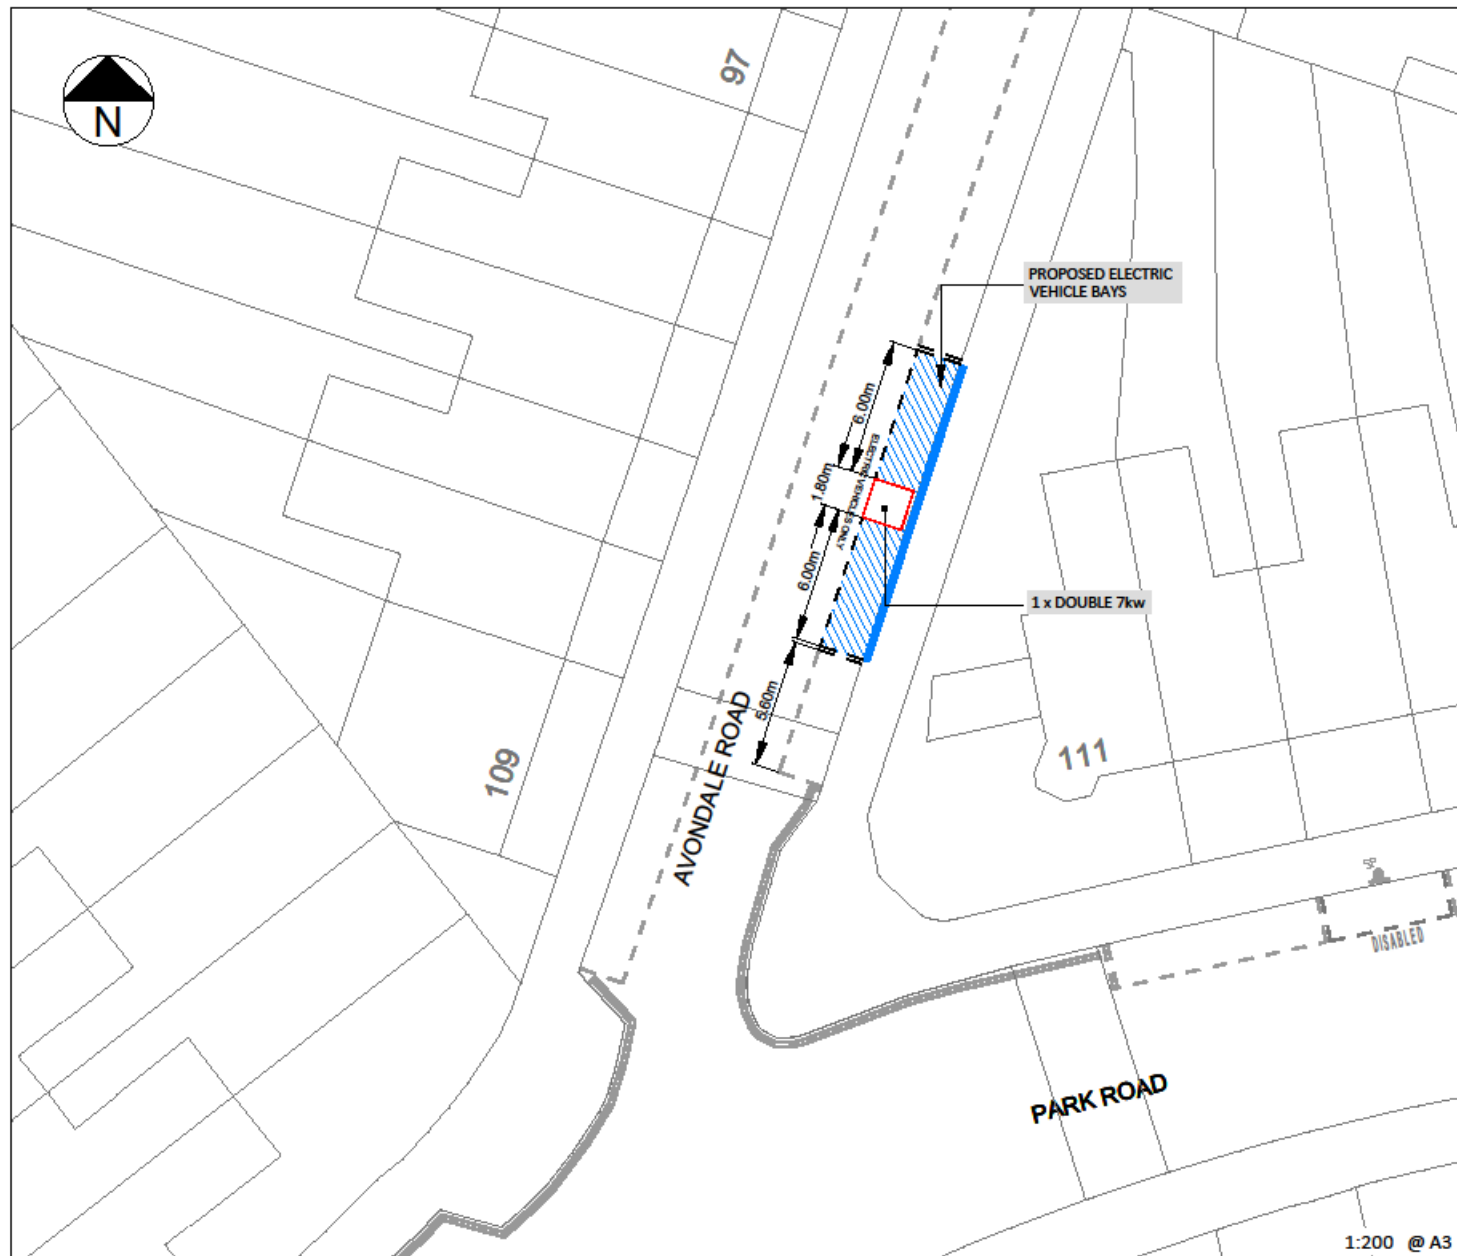 97
N
PROPOSED ELECTRIC
VEHICLE BAYS
6.00m
ELECTRIC VEHICLES ONLY
1.80m
6.00m
1 x DOUBLE 7kw
5.60m
AVONDALE ROAD
109
111
SP
DISABLED
PARK ROAD
1:200 @ A3